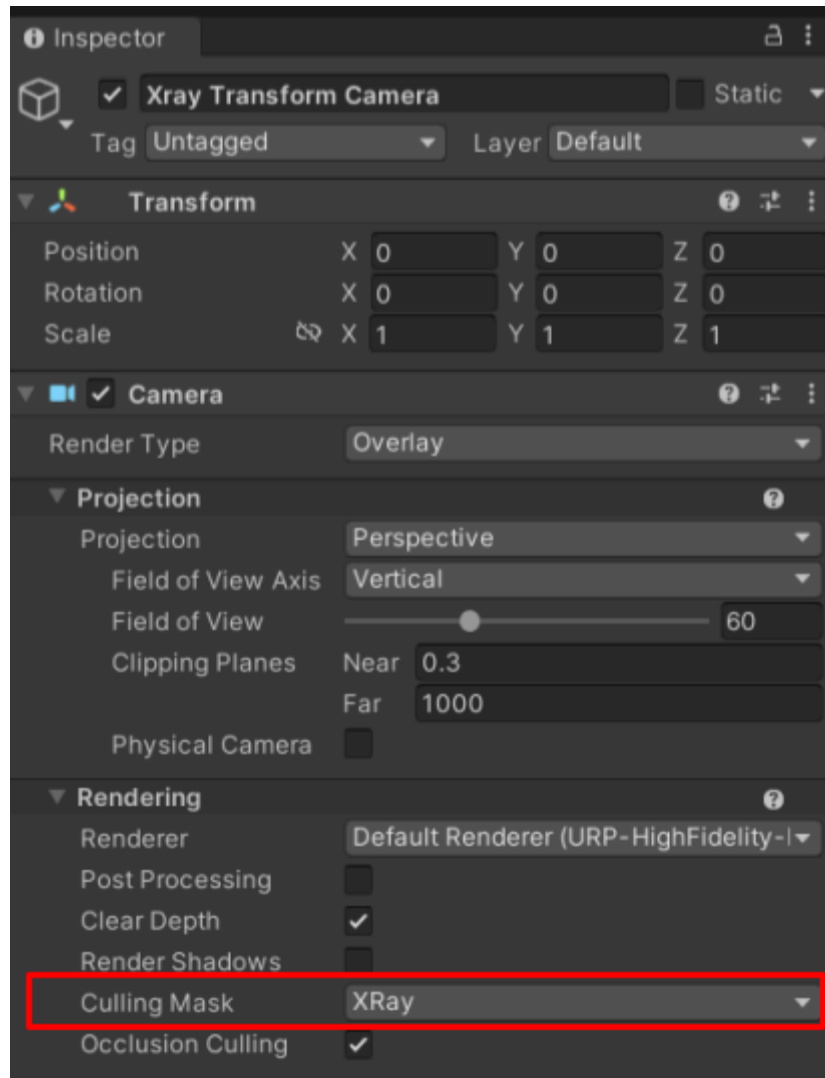 Inspector
Xray Transform Camera Static
Tag Untagged Layer Default
Transform
Position X 0 Y 0 Z 0
Rotation X 0 Y 0 Z 0
Scale X 1 Y 1 Z 1
Camera
Render Type Overlay
Projection
Projection Perspective
Field of View Axis Vertical
Field of View 60
Clipping Planes Near 0.3
Far 1000
Physical Camera
Rendering
Renderer Default Renderer (URP-HighFidelity-
Post Processing
Clear Depth
Render Shadows
Culling Mask XRay
Occlusion Culling